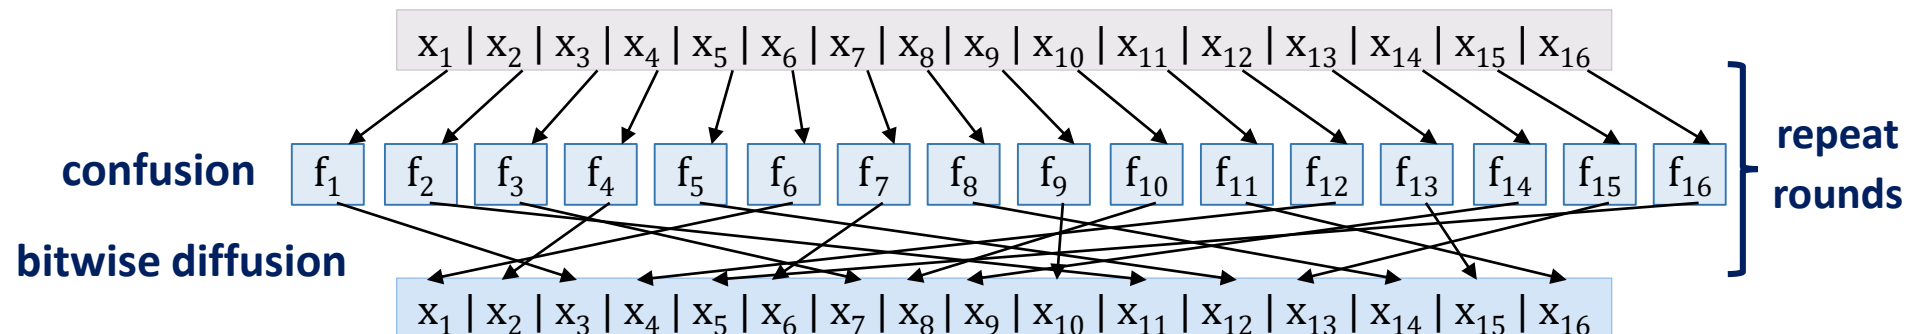 x₁ | x₂ | x₃ | x₄ | x₅ | x₆ | x₇ | x₈ | x₉ | x₁₀ | x₁₁ | x₁₂ | x₁₃ | x₁₄ | x₁₅ | x₁₆
confusion f₁ f₂ f₃ f₄ f₅ f₆ f₇ f₈ f₉ f₁₀ f₁₁ f₁₂ f₁₃ f₁₄ f₁₅ f₁₆
repeat
rounds
bitwise diffusion
x₁ | x₂ | x₃ | x₄ | x₅ | x₆ | x₇ | x₈ | x₉ | x₁₀ | x₁₁ | x₁₂ | x₁₃ | x₁₄ | x₁₅ | x₁₆